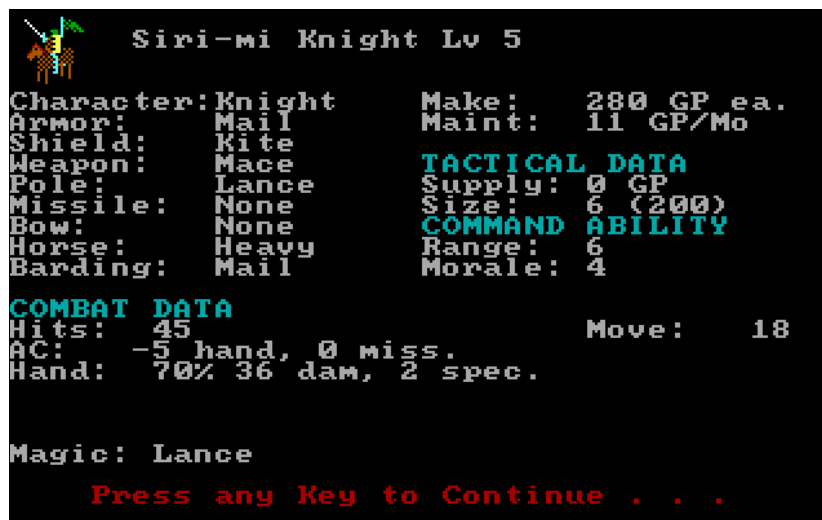 Siri-mi Knight Lv 5
Character: Knight Make: 280 GP ea.
Armor: Mail Maint: 11 GP/Mo
Shield: Kite
Weapon: Mace TACTICAL DATA
Pole: Lance Supply: 0 GP
Missile: None Size: 6 (200)
Bow: None COMMAND ABILITY
Horse: Heavy Range: 6
Barding: Mail Morale: 4
COMBAT DATA
Hits: 45 Move: 18
AC: -5 hand, 0 miss.
Hand: 70% 36 dam, 2 spec.
Magic: Lance
Press any Key to Continue . . .